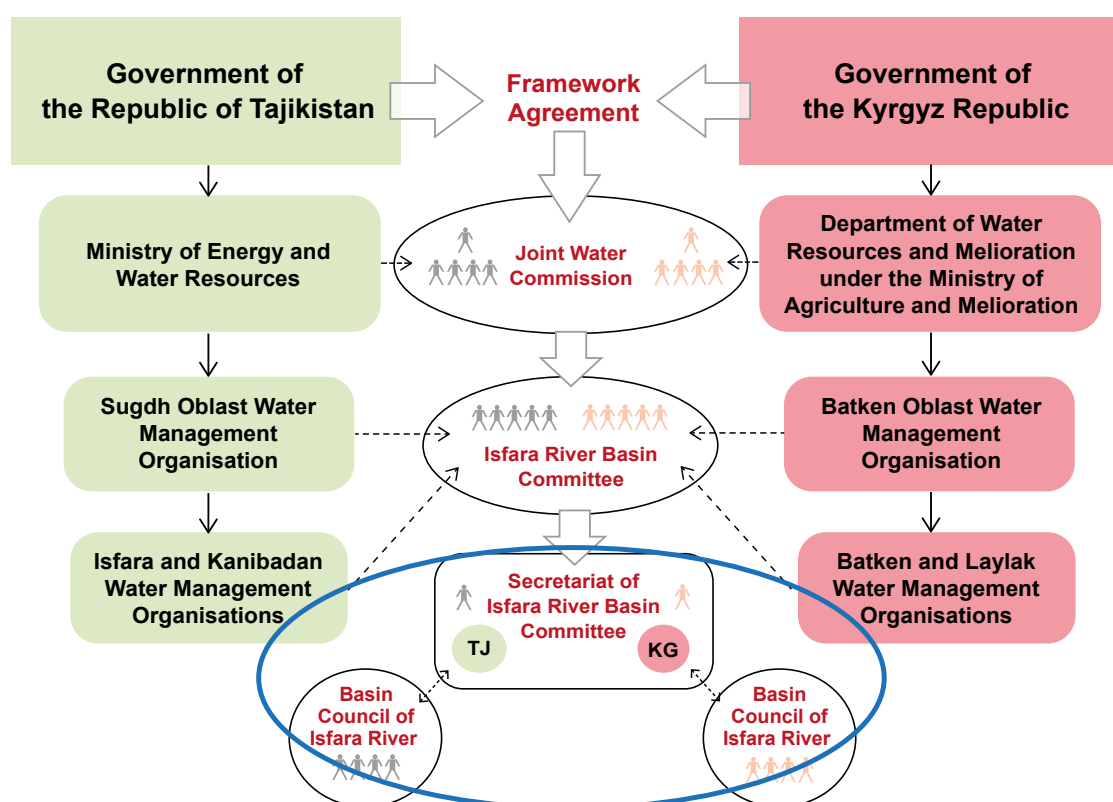 Government of
the Republic of Tajikistan
Framework
Agreement
Government of
the Kyrgyz Republic
Ministry of Energy and
Water Resources
Joint Water
Commission
Department of Water
Resources and Melioration
under the Ministry of
Agriculture and Melioration
Sugdh Oblast Water
Management
Organisation
Isfara River Basin
Committee
Batken Oblast Water
Management
Organisation
Isfara and Kanibadan
Water Management
Organisations
Secretariat of
Isfara River Basin
Committee
TJ
KG
Batken and Laylak
Water Management
Organisations
Basin
Council of
Isfara River
Basin
Council of
Isfara River